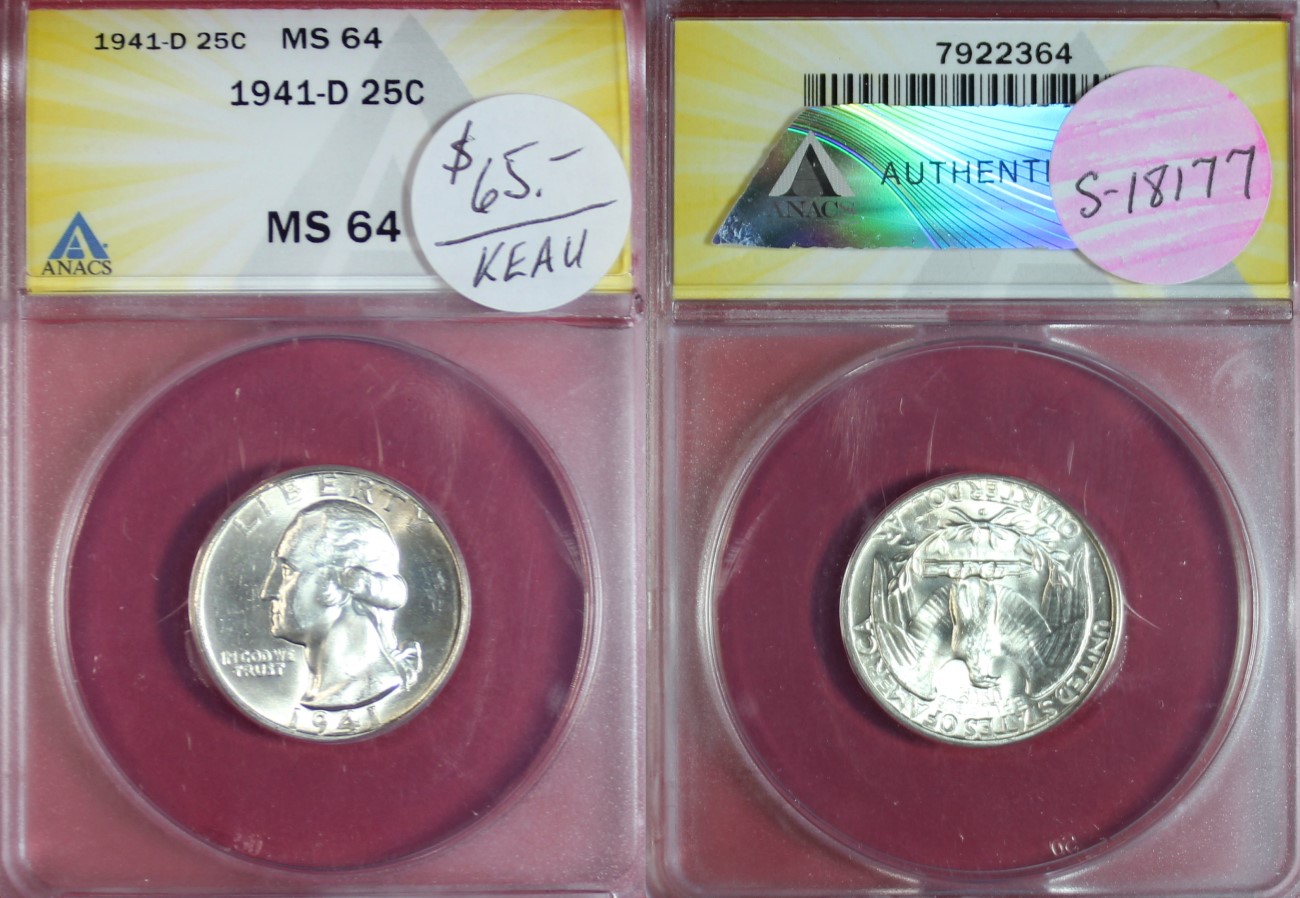 1941-D 25C MS 64
1941-D 25C
MS 64
ANACS
$65.-
KEAU
LIBERTY
IN GOD WE
TRUST
1941
7922364
ANACS
AUTHENTI
S-18177
UNITED STATES OF AMERICA
QUARTER DOLLAR